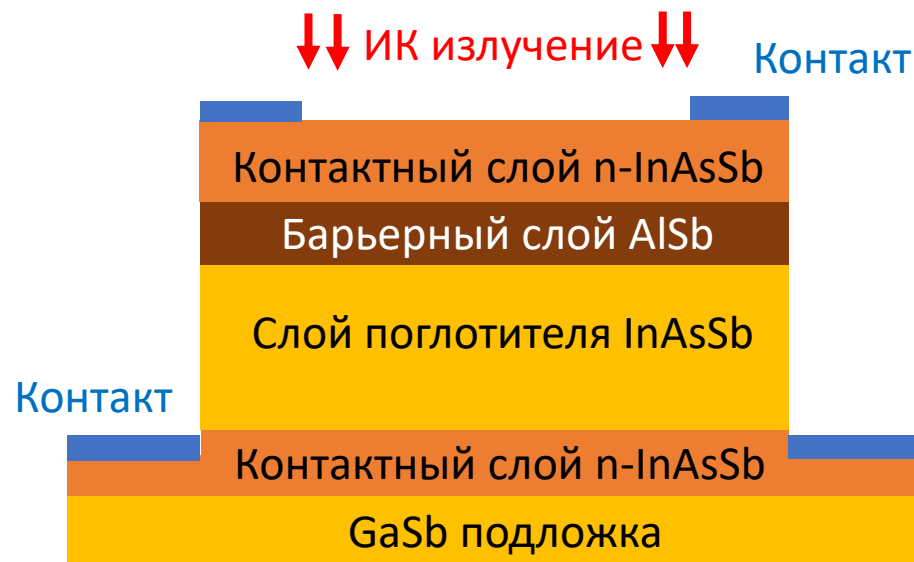 ИК излучение
Контакт
Контактный слой n-InAsSb
Барьерный слой AlSb
Слой поглотителя InAsSb
Контакт
Контактный слой n-InAsSb
GaSb подложка